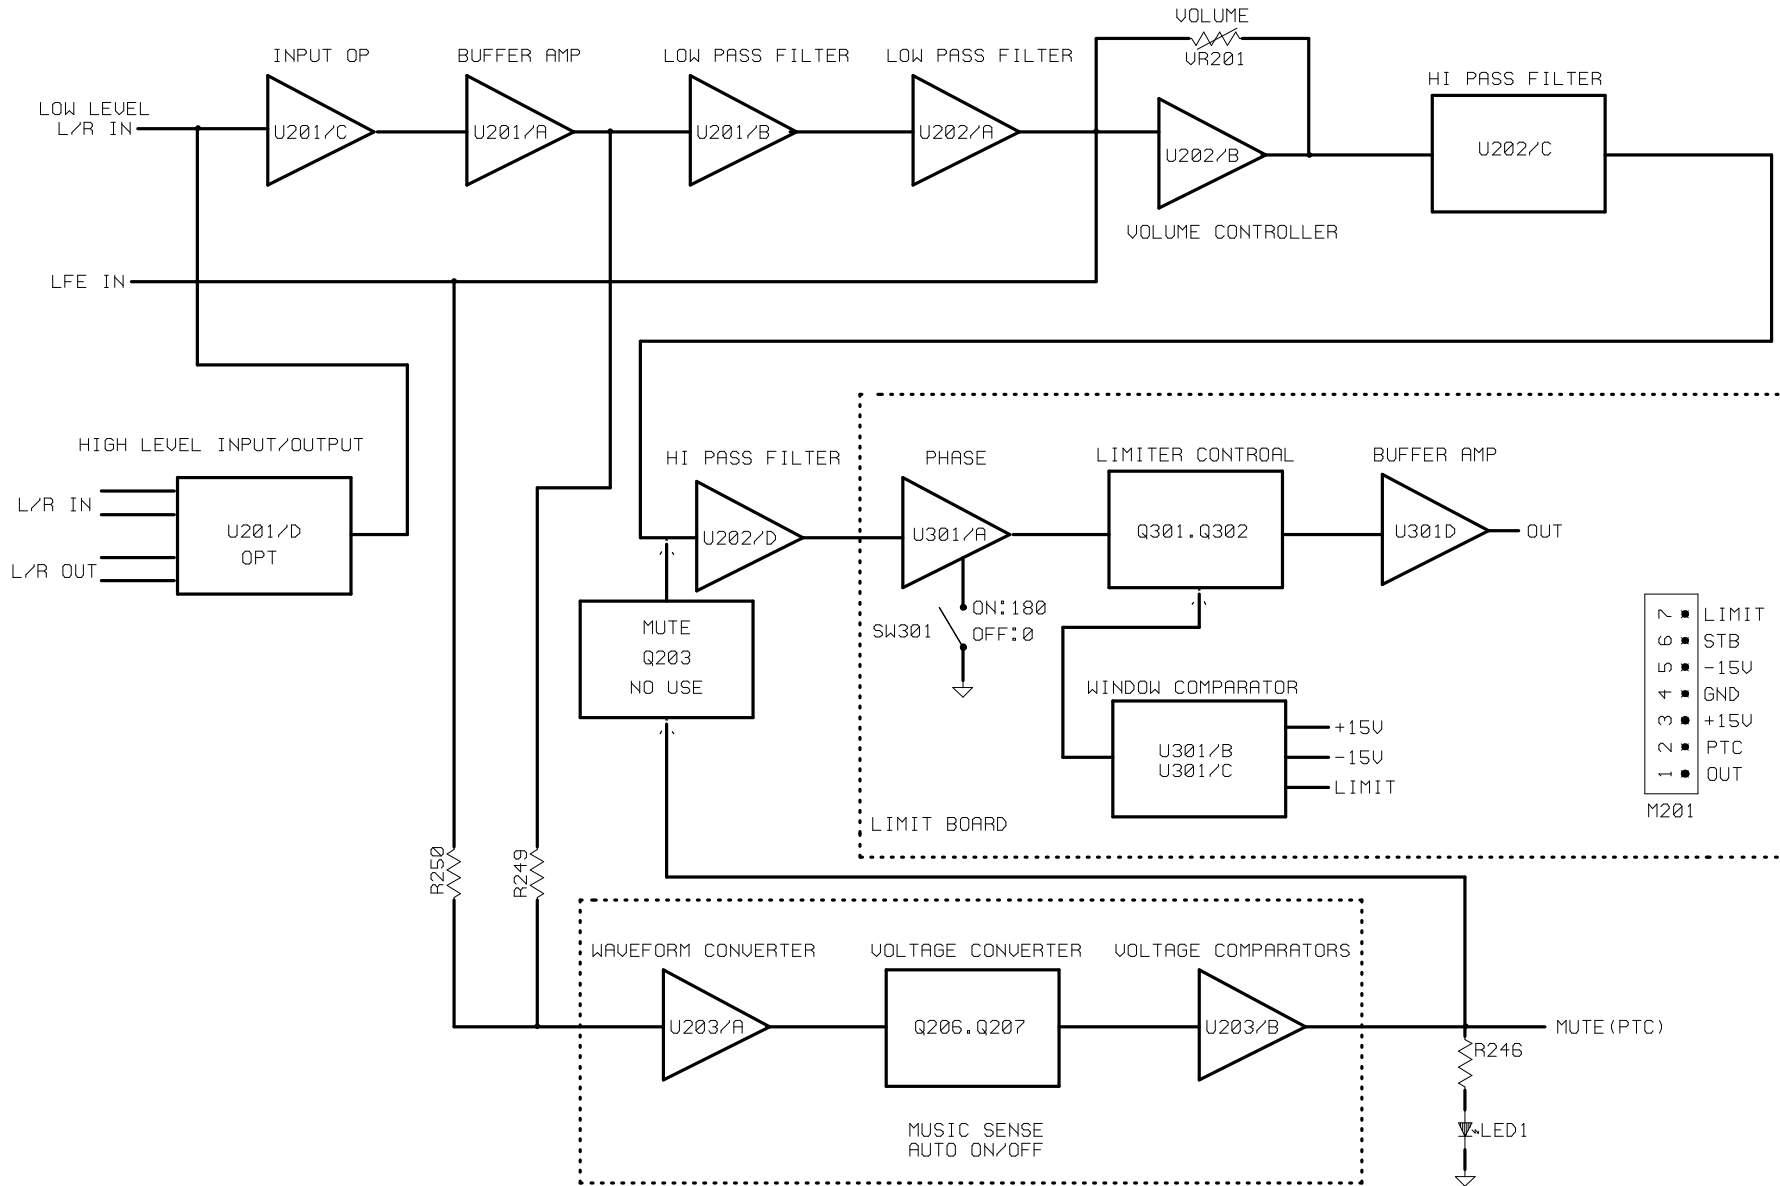 VOLUME
VR201
INPUT OP
BUFFER AMP
LOW PASS FILTER
LOW PASS FILTER
HI PASS FILTER
LOW LEVEL
L/R IN
U201/C
U201/A
U201/B
U202/A
U202/B
U202/C
VOLUME CONTROLLER
LFE IN
HIGH LEVEL INPUT/OUTPUT
L/R IN
L/R OUT
U201/D
OPT
HI PASS FILTER
PHASE
LIMITER CONTROAL
BUFFER AMP
U202/D
U301/A
Q301.Q302
U301D
OUT
MUTE
Q203
NO USE
SW301
ON:180
OFF:0
WINDOW COMPARATOR
U301/B
U301/C
+15V
-15V
LIMIT
LIMIT BOARD
7 LIMIT
6 STB
5 -15V
4 GND
3 +15V
2 PTC
1 OUT
M201
R250
R249
WAVEFORM CONVERTER
VOLTAGE CONVERTER
VOLTAGE COMPARATORS
U203/A
Q206.Q207
U203/B
MUTE(PTC)
R246
LED1
MUSIC SENSE
AUTO ON/OFF